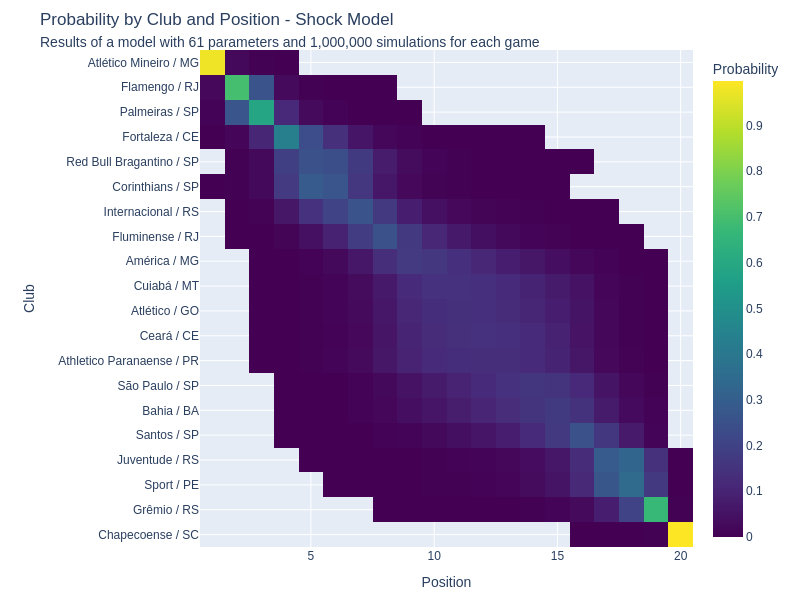 Probability by Club and Position - Shock Model
Results of a model with 61 parameters and 1,000,000 simulations for each game
Probability
Atlético Mineiro / MG
Flamengo / RJ
Palmeiras / SP
Fortaleza / CE
Red Bull Bragantino / SP
Corinthians / SP
Internacional / RS
Fluminense / RJ
América / MG
Cuiabá / MT
Atlético / GO
Ceará / CE
Athletico Paranaense / PR
São Paulo / SP
Bahia / BA
Santos / SP
Juventude / RS
Sport / PE
Grêmio / RS
Chapecoense / SC
Club
5
10
15
20
Position
0.9
0.8
0.7
0.6
0.5
0.4
0.3
0.2
0.1
0